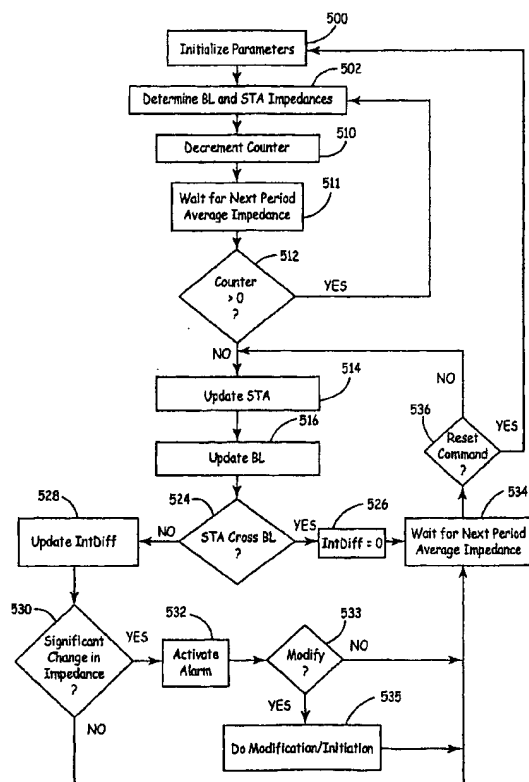 500
Initialize Parameters
502
Determine BL and STA Impedances
510
Decrement Counter
511
Wait for Next Period
Average Impedance
512
Counter
> 0
?
YES
NO
514
Update STA
516
Update BL
524
STA Cross BL
?
NO
YES
526
IntDiff = 0
528
Update IntDiff
530
Significant
Change in
Impedance
?
YES
NO
532
Activate
Alarm
533
Modify
?
NO
YES
535
Do Modification/Initiation
534
Wait for Next Period
Average Impedance
536
Reset
Command
?
NO
YES